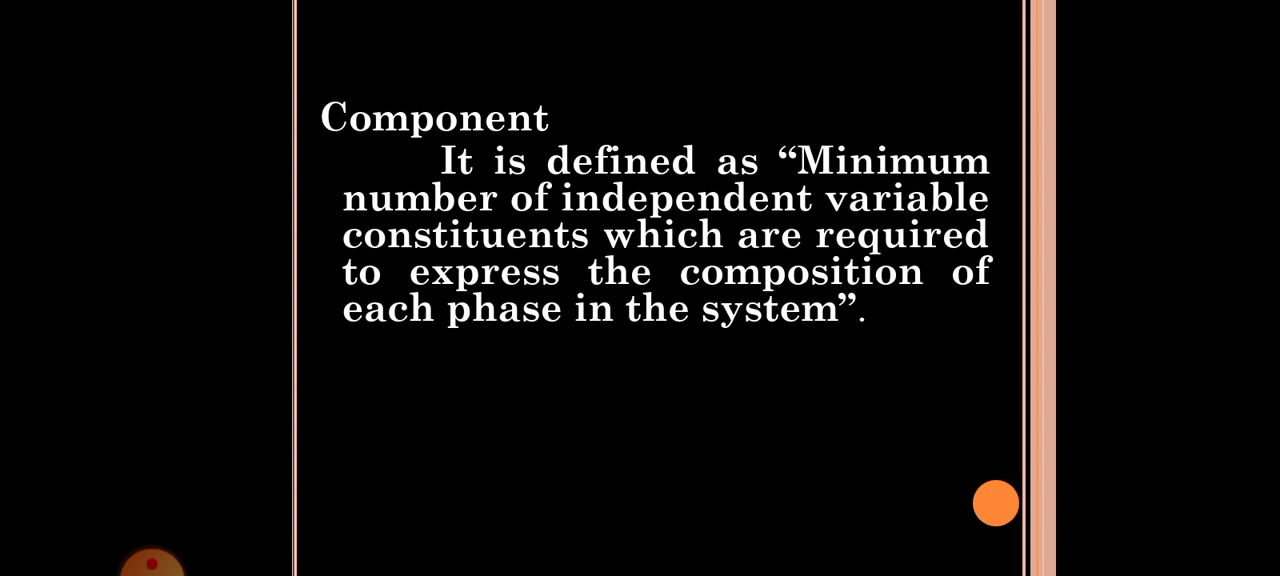 Component
It is defined as “Minimum
number of independent variable
constituents which are required
to express the composition of
each phase in the system”.